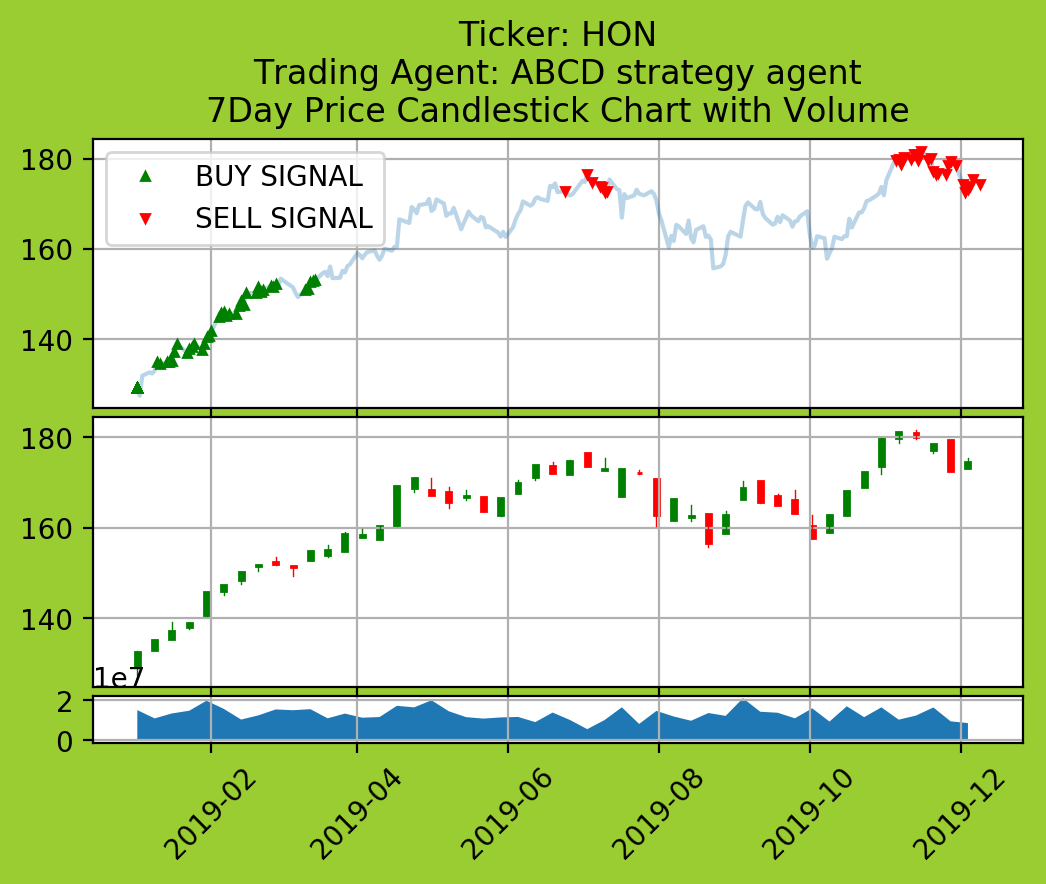 Ticker: HON
Trading Agent: ABCD strategy agent
7Day Price Candlestick Chart with Volume
BUY SIGNAL
SELL SIGNAL
180
160
140
180
160
140
1e7
2
0
2019-02
2019-04
2019-06
2019-08
2019-10
2019-12